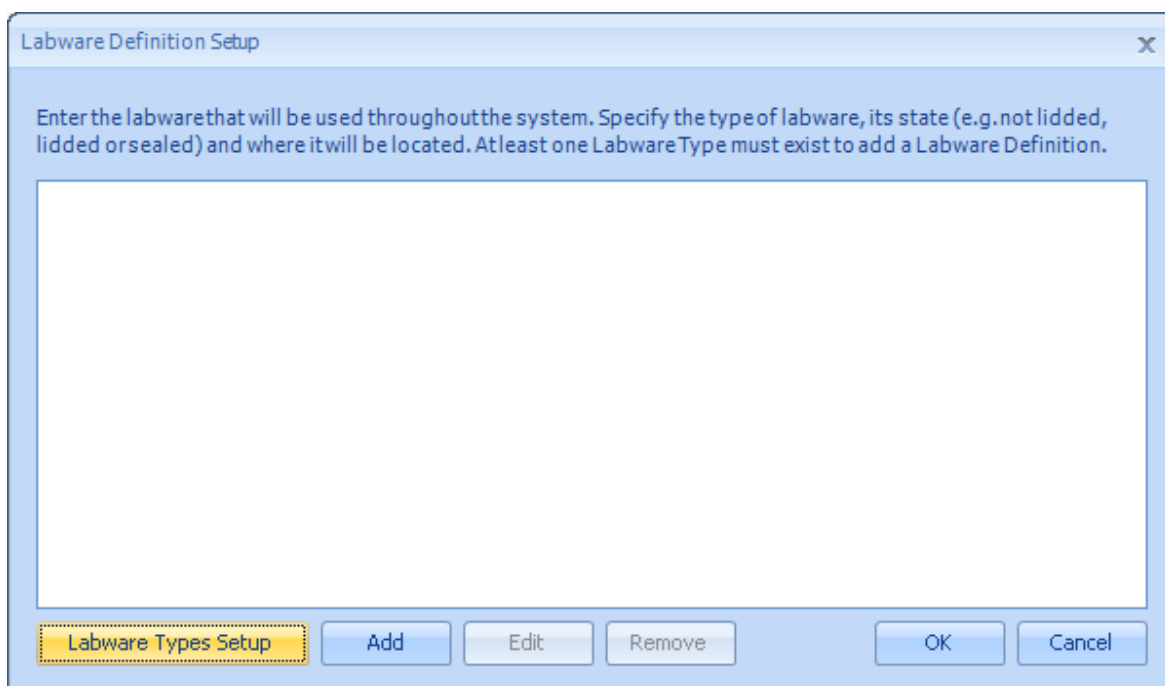 Labware Definition Setup
x
Enter the labware that will be used throughout the system. Specify the type of labware, its state (e.g. not lidded,
lidded or sealed) and where it will be located. At least one Labware Type must exist to add a Labware Definition.
Labware Types Setup Add Edit Remove OK Cancel